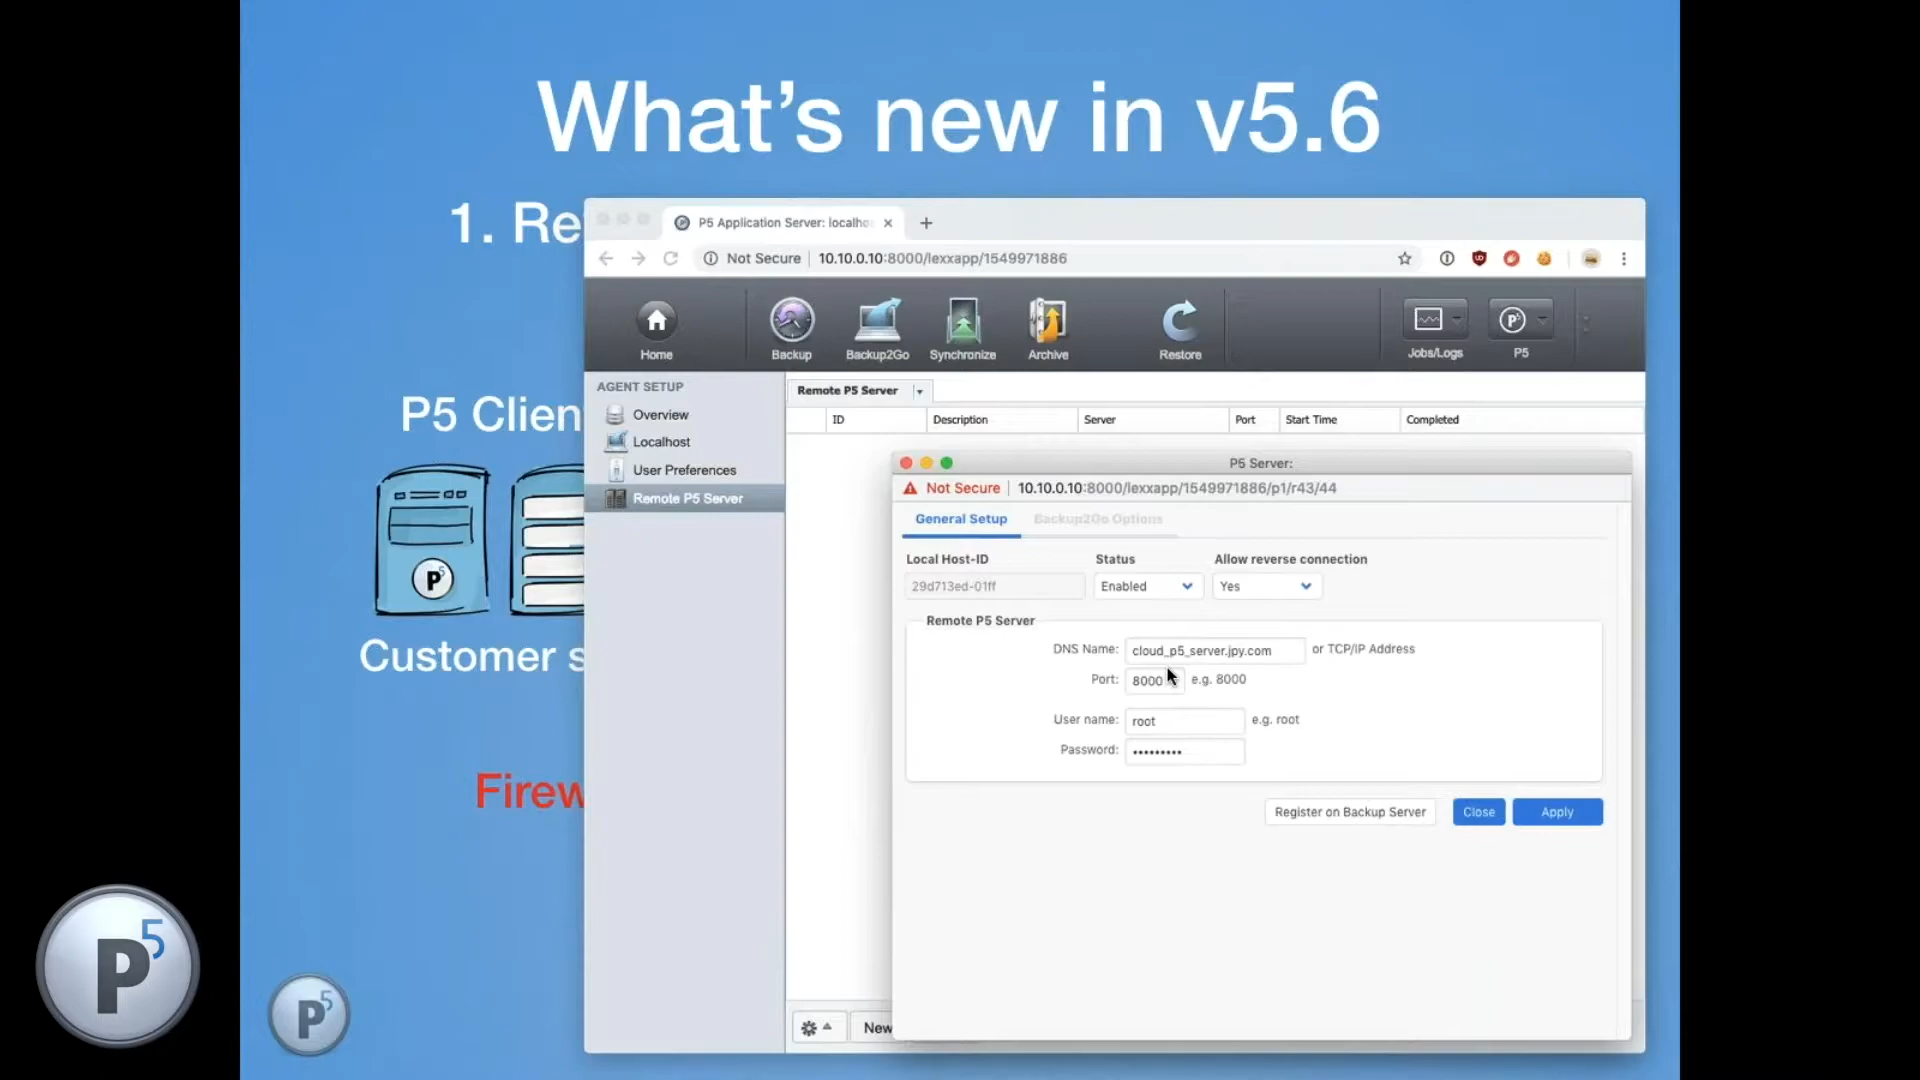 What's new in v5.6
1. Re
P5 Clien
P5
Customer s
Firew
P5
P5
P5 Application Server: localho
Not Secure 10.10.0.10:8000/lexxapp/1549971886
Home
Backup
Backup2Go
Synchronize
Archive
Restore
Jobs/Logs
P5
AGENT SETUP
Overview
Localhost
User Preferences
Remote P5 Server
Remote P5 Server
ID Description Server Port Start Time Completed
P5 Server:
Not Secure 10.10.0.10:8000/lexxapp/1549971886/p1/r43/44
General Setup Backup2Go Options
Local Host-ID Status Allow reverse connection
29d713ed-01ff Enabled Yes
Remote P5 Server
DNS Name: cloud_p5_server.jpy.com or TCP/IP Address
Port: 8000 e.g. 8000
User name: root e.g. root
Password: •••••••••
Register on Backup Server Close Apply
New